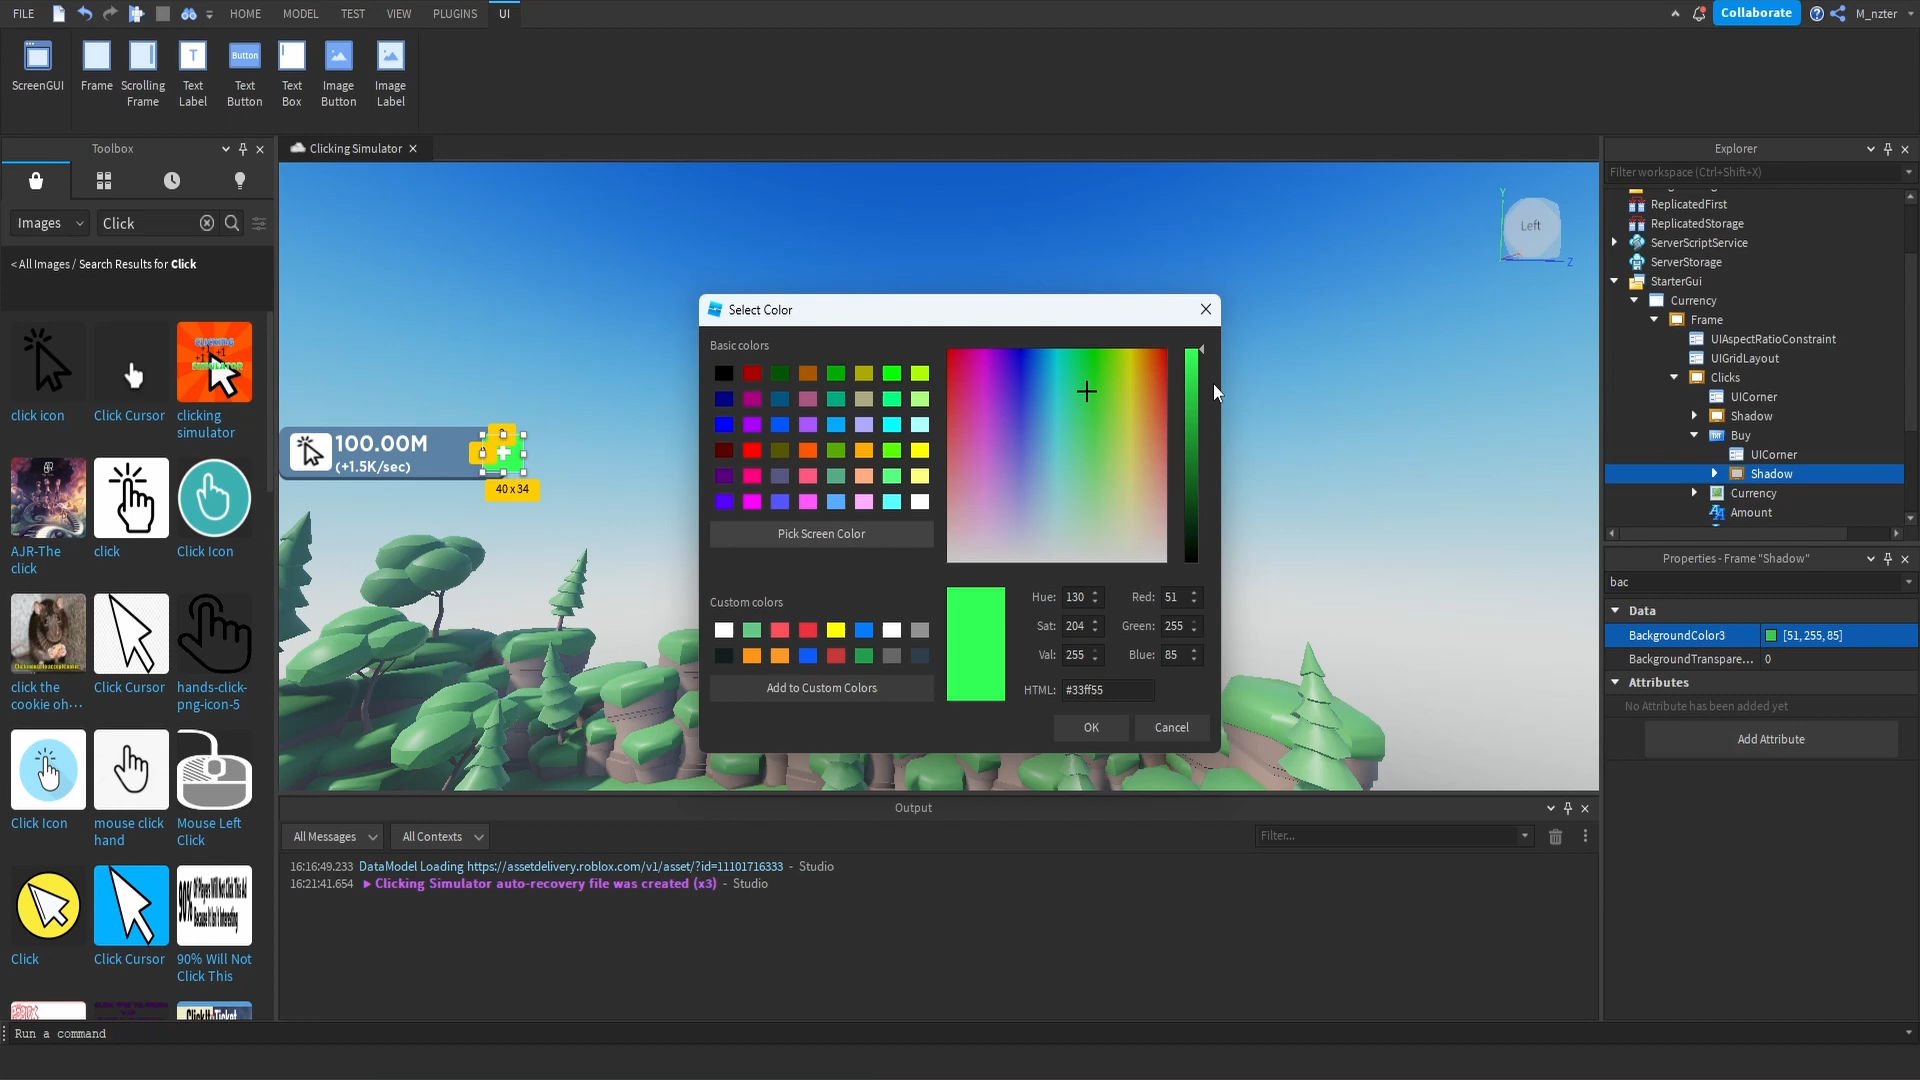 FILE
HOME
MODEL
TEST
VIEW
PLUGINS
UI
Collaborate
M_nzter
ScreenGUI
Frame
Scrolling
Frame
Text
Label
Button
Text
Button
Text
Box
Image
Button
Image
Label
Toolbox
Images
Click
< All Images / Search Results for Click
click icon
Click Cursor
clicking
simulator
AJR-The
click
click
Click Icon
click the
cookie oh···
Click Cursor
hands-click-
png-icon-5
Click Icon
mouse click
hand
Mouse Left
Click
Click
Click Cursor
90% Will Not
Click This
Clicking Simulator
Y
Left
Z
100.00M
(+1.5K/sec)
40 x 34
Select Color
Basic colors
Pick Screen Color
Custom colors
Add to Custom Colors
Hue: 130
Red: 51
Sat: 204
Green: 255
Val: 255
Blue: 85
HTML: #33ff55
OK
Cancel
Output
All Messages
All Contexts
Filter...
16:16:49.233 DataModel Loading https://assetdelivery.roblox.com/v1/asset/?id=11101716333 - Studio
16:21:41.654 Clicking Simulator auto-recovery file was created (x3) - Studio
Explorer
Filter workspace (Ctrl+Shift+X)
ReplicatedFirst
ReplicatedStorage
ServerScriptService
ServerStorage
StarterGui
Currency
Frame
UIAspectRatioConstraint
UIGridLayout
Clicks
UICorner
Shadow
Buy
UICorner
Shadow
Currency
Amount
Properties - Frame "Shadow"
bac
Data
BackgroundColor3
[51, 255, 85]
BackgroundTranspare...
0
Attributes
No Attribute has been added yet
Add Attribute
Run a command